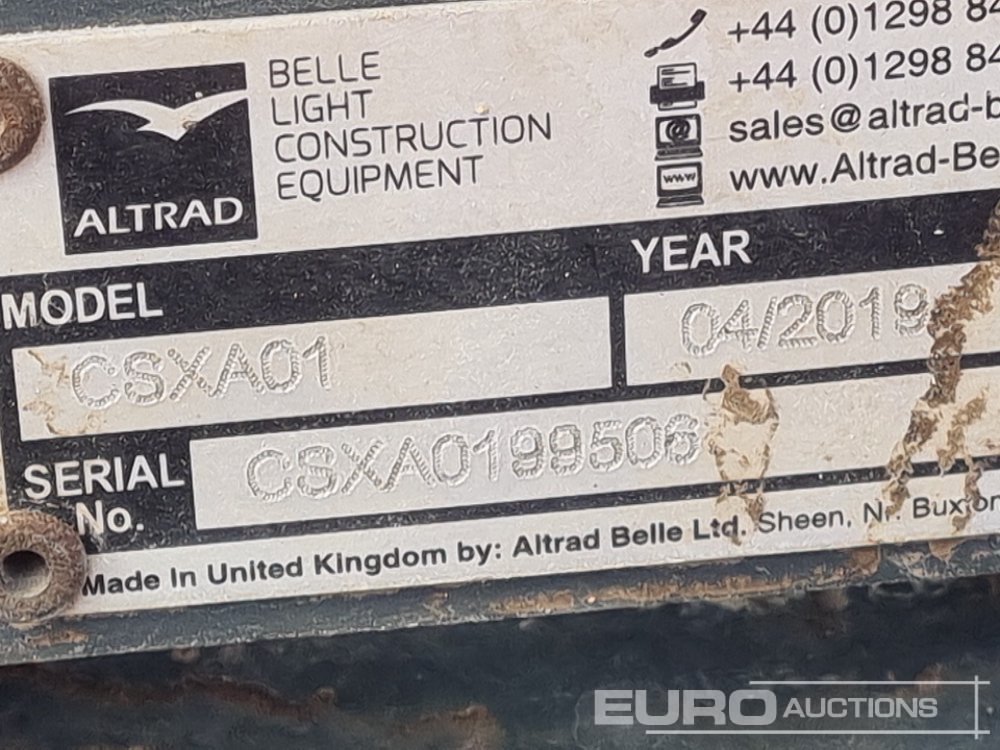 BELLE
LIGHT
CONSTRUCTION
EQUIPMENT
ALTRAD
+44 (0)1298 84
+44 (0)1298 84
sales@altrad-b
www.Altrad-Be
MODEL
YEAR
CSXA01
04/2019
SERIAL No.
CSXA0199506
Made In United Kingdom by: Altrad Belle Ltd. Sheen, Nr. Buxton
EURO AUCTIONS